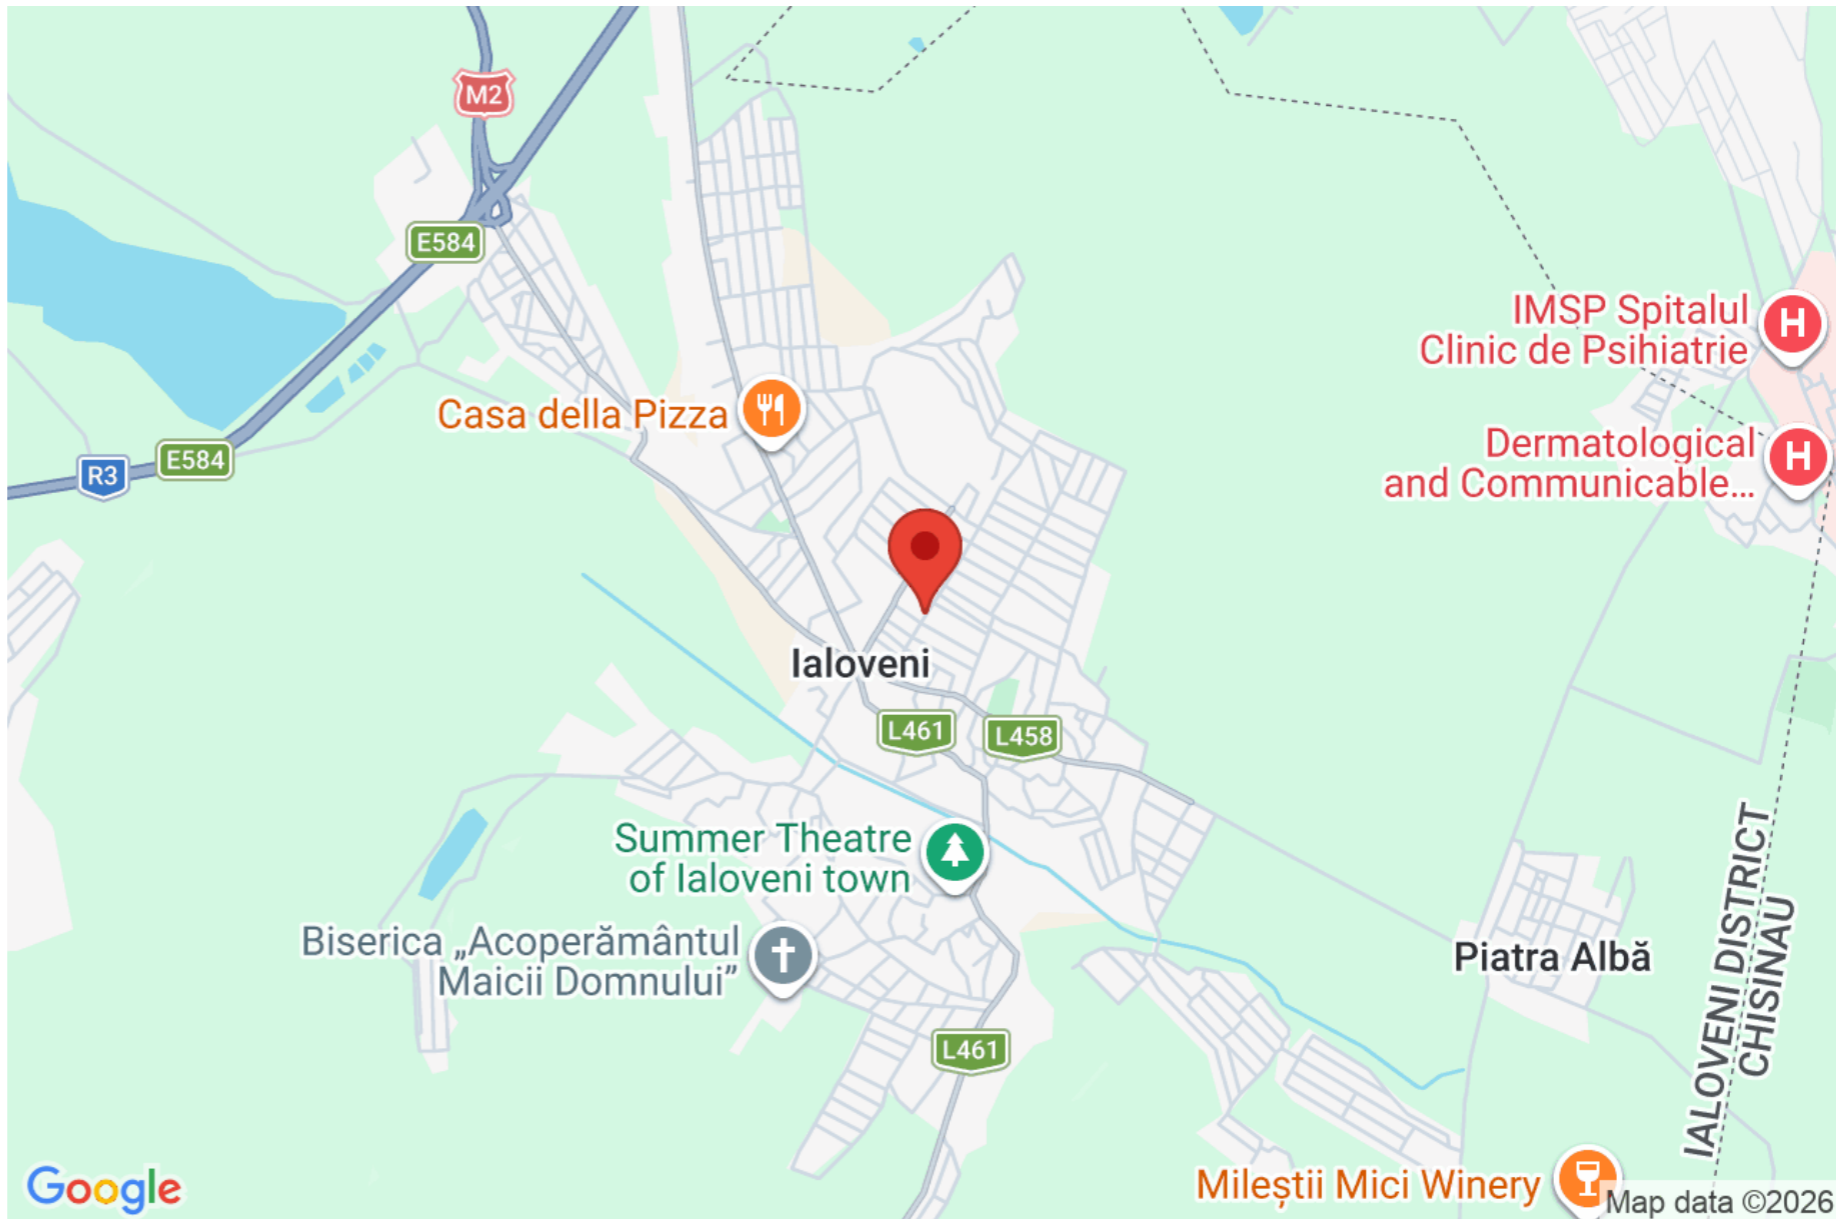 M2
E584
IMSP Spitalul
Clinic de Psihiatrie
H
Casa della Pizza
Dermatological
and Communicable...
H
E584
R3
Ialoveni
L461
L458
Summer Theatre
of Ialoveni town
Biserica „Acoperământul
Maicii Domnului”
Piatra Albă
IALOVENI DISTRICT
CHISINAU
L461
Mileștii Mici Winery
Google
Map data ©2026